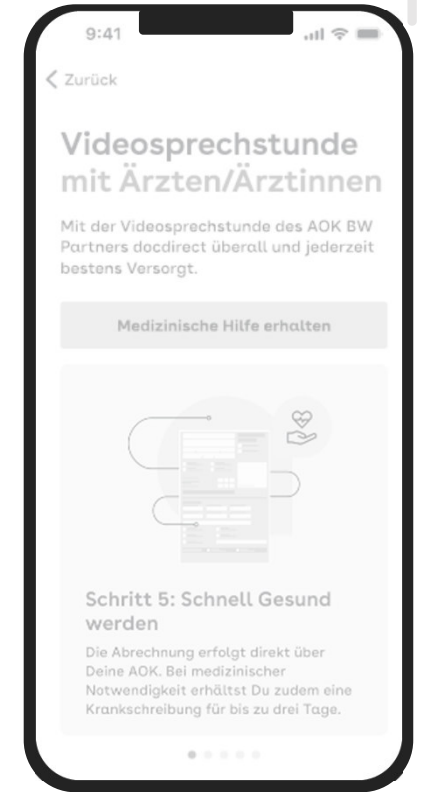 9:41
Zurück
Videosprechstunde
mit Ärzten/Ärztinnen
Mit der Videosprechstunde des AOK BW
Partners docdirect überall und jederzeit
bestens Versorgt.
Medizinische Hilfe erhalten
Schritt 5: Schnell Gesund
werden
Die Abrechnung erfolgt direkt über
Deine AOK. Bei medizinischer
Notwendigkeit erhältst Du zudem eine
Krankschreibung für bis zu drei Tage.